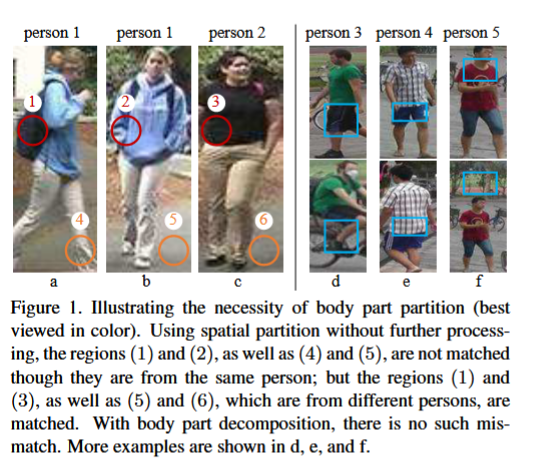 person 1 person 1 person 2 person 3 person 4 person 5
1 2 3
4 5 6
a b c d e f
Figure 1. Illustrating the necessity of body part partition (best
viewed in color). Using spatial partition without further process-
ing, the regions (1) and (2), as well as (4) and (5), are not matched
though they are from the same person; but the regions (1) and
(3), as well as (5) and (6), which are from different persons, are
matched. With body part decomposition, there is no such mis-
match. More examples are shown in d, e, and f.